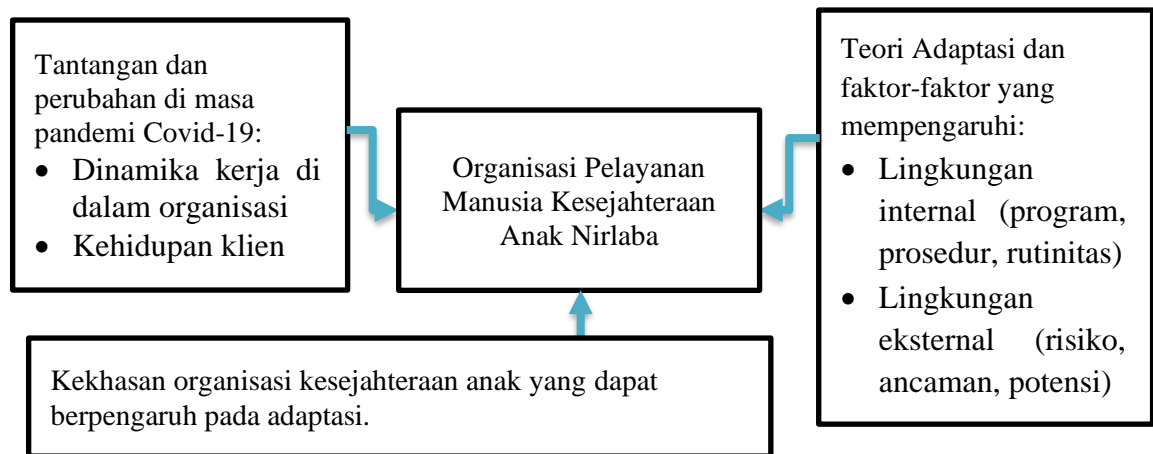 Tantangan dan
perubahan di masa
pandemi Covid-19:
• Dinamika kerja di
dalam organisasi
• Kehidupan klien
Organisasi Pelayanan
Manusia Kesejahteraan
Anak Nirlaba
Teori Adaptasi dan
faktor-faktor yang
mempengaruhi:
• Lingkungan
internal (program,
prosedur, rutinitas)
• Lingkungan
eksternal (risiko,
ancaman, potensi)
Kekhasan organisasi kesejahteraan anak yang dapat
berpengaruh pada adaptasi.